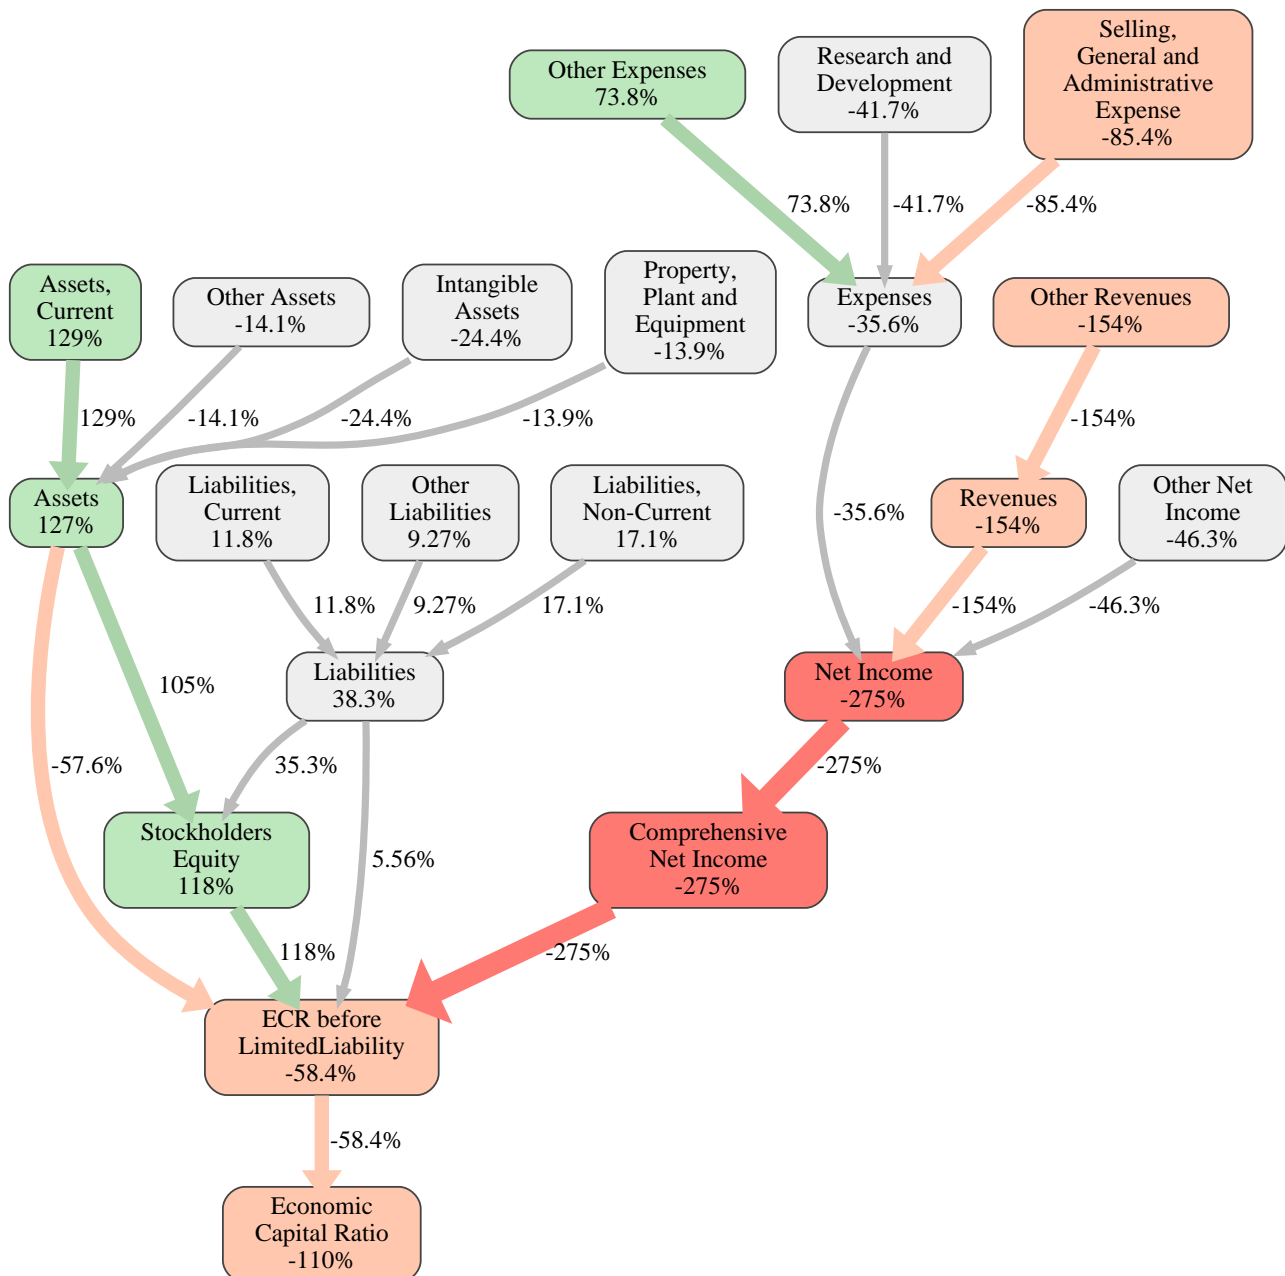 Other Expenses
73.8%
Research and
Development
-41.7%
Selling,
General and
Administrative
Expense
-85.4%
73.8%
-41.7%
-85.4%
Assets,
Current
129%
Other Assets
-14.1%
Intangible
Assets
-24.4%
Property,
Plant and
Equipment
-13.9%
Expenses
-35.6%
Other Revenues
-154%
129%
-14.1%
-24.4%
-13.9%
-154%
Assets
127%
Liabilities,
Current
11.8%
Other
Liabilities
9.27%
Liabilities,
Non-Current
17.1%
-35.6%
Revenues
-154%
Other Net
Income
-46.3%
11.8%
9.27%
17.1%
-154%
-46.3%
105%
Liabilities
38.3%
Net Income
-275%
-57.6%
35.3%
-275%
Stockholders
Equity
118%
5.56%
Comprehensive
Net Income
-275%
118%
-275%
ECR before
LimitedLiability
-58.4%
-58.4%
Economic
Capital Ratio
-110%